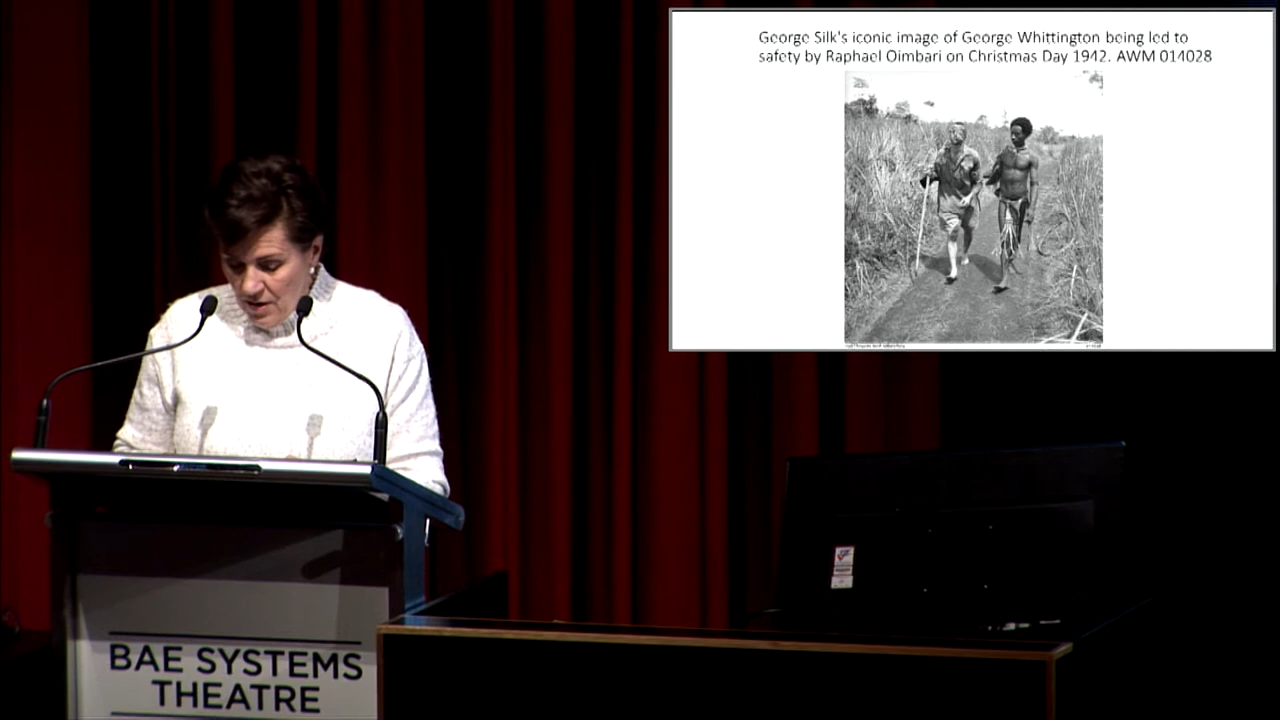 George Silk's iconic image of George Whittington being led to
safety by Raphael Oimbari on Christmas Day 1942. AWM 014028
BAE SYSTEMS
THEATRE